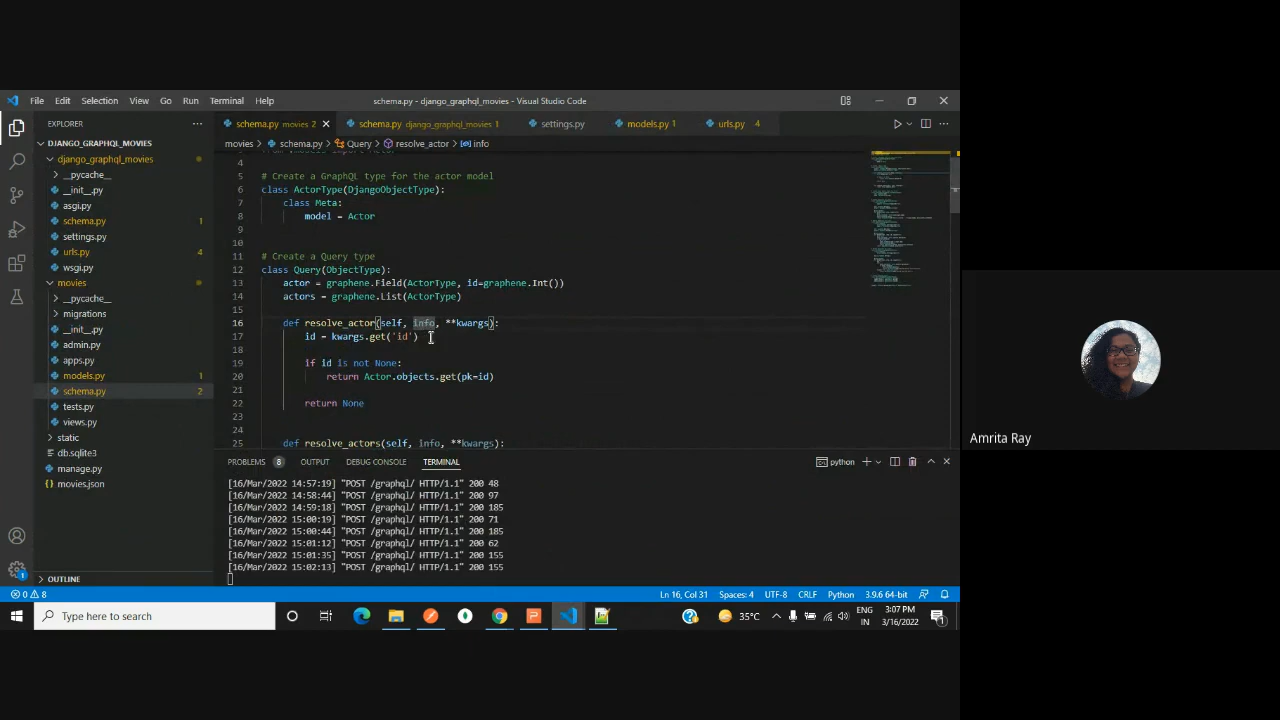 File Edit Selection View Go Run Terminal Help schema.py - django_graphql_movies - Visual Studio Code
EXPLORER
DJANGO_GRAPHQL_MOVIES
django_graphql_movies
__pycache__
__init__.py
asgi.py
schema.py 1
settings.py
urls.py 4
wsgi.py
movies
__pycache__
migrations
__init__.py
admin.py
apps.py
models.py 1
schema.py 2
tests.py
views.py
static
db.sqlite3
manage.py
movies.json
OUTLINE
schema.py movies 2 schema.py django_graphql_movies 1 settings.py models.py 1 urls.py 4
movies > schema.py > Query > resolve_actor > info
4
5 # Create a GraphQL type for the actor model
6 class ActorType(DjangoObjectType):
7 class Meta:
8 model = Actor
9
10
11 # Create a Query type
12 class Query(ObjectType):
13 actor = graphene.Field(ActorType, id=graphene.Int())
14 actors = graphene.List(ActorType)
15
16 def resolve_actor(self, info, **kwargs):
17 id = kwargs.get('id')
18
19 if id is not None:
20 return Actor.objects.get(pk=id)
21
22 return None
23
24
25 def resolve_actors(self, info, **kwargs):
PROBLEMS 8 OUTPUT DEBUG CONSOLE TERMINAL python
[16/Mar/2022 14:57:19] "POST /graphql/ HTTP/1.1" 200 48
[16/Mar/2022 14:58:44] "POST /graphql/ HTTP/1.1" 200 97
[16/Mar/2022 14:59:18] "POST /graphql/ HTTP/1.1" 200 185
[16/Mar/2022 15:00:19] "POST /graphql/ HTTP/1.1" 200 71
[16/Mar/2022 15:00:44] "POST /graphql/ HTTP/1.1" 200 185
[16/Mar/2022 15:01:12] "POST /graphql/ HTTP/1.1" 200 62
[16/Mar/2022 15:01:35] "POST /graphql/ HTTP/1.1" 200 155
[16/Mar/2022 15:02:13] "POST /graphql/ HTTP/1.1" 200 155
0 8 Ln 16, Col 31 Spaces: 4 UTF-8 CRLF Python 3.9.6 64-bit
Type here to search 35°C ENG IN 3:07 PM 3/16/2022 1
Amrita Ray